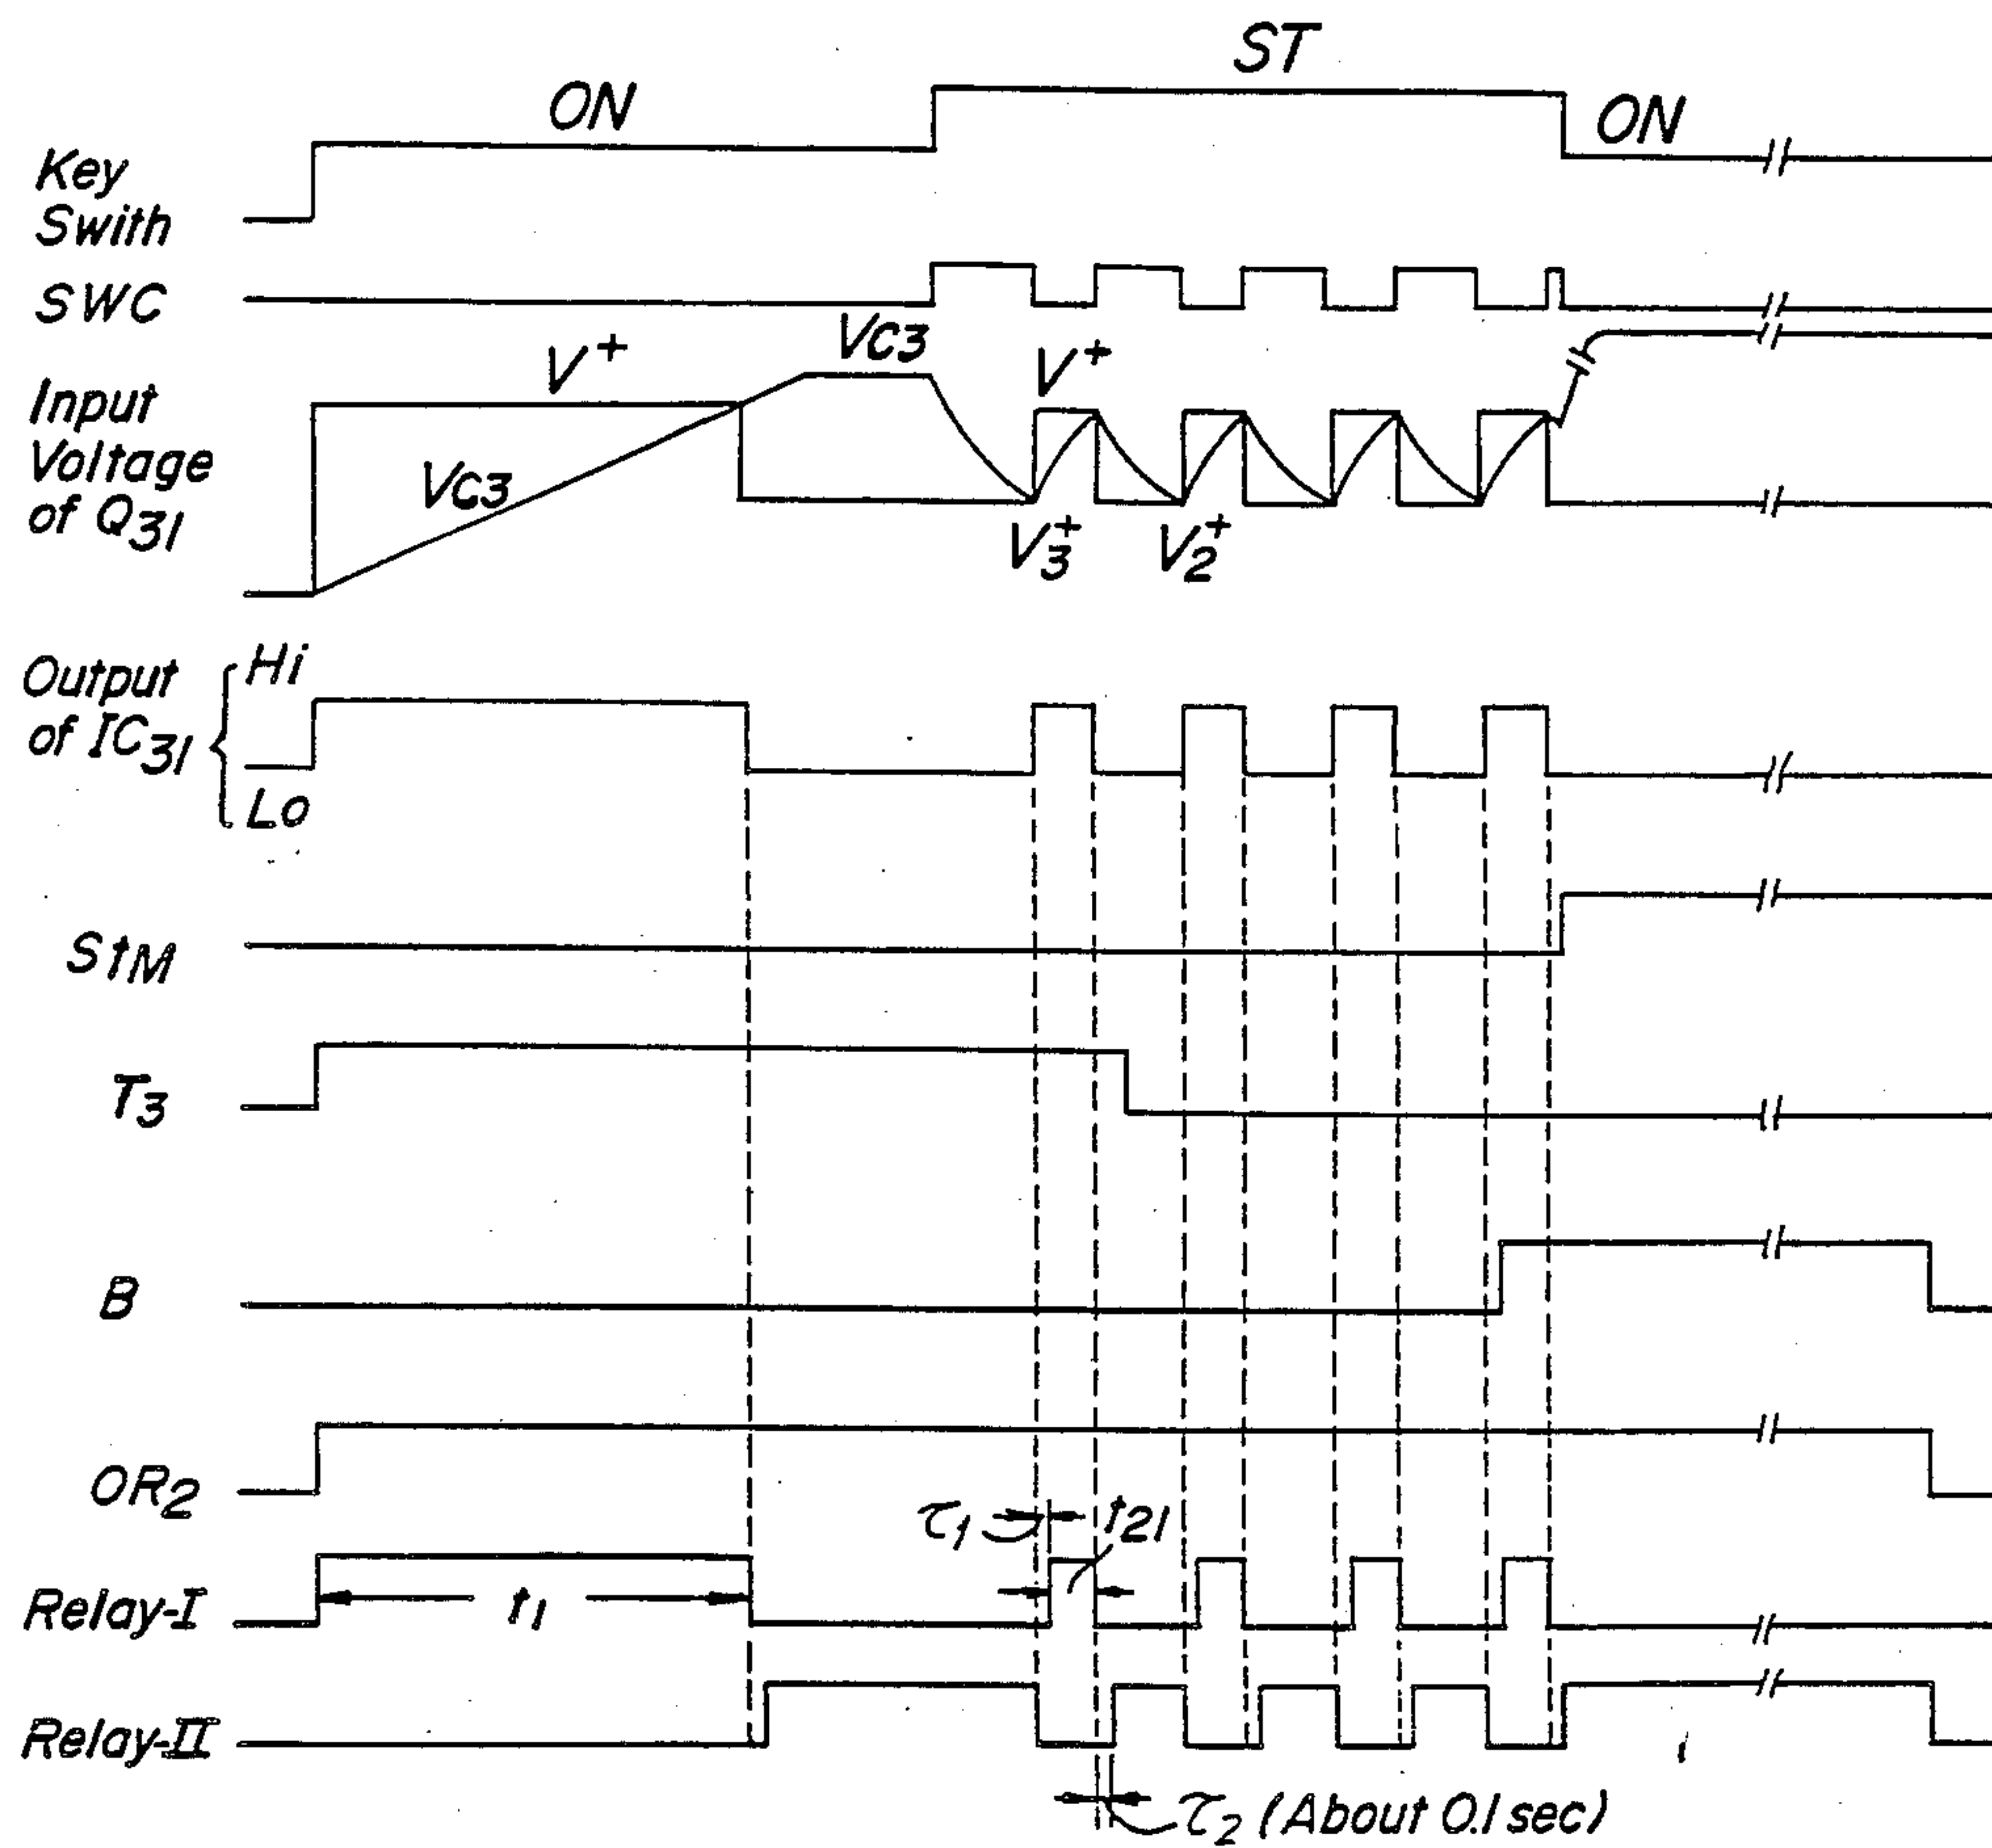 ST
ON
ON
Key
Swith
SWC
V+
VC3
V+
Input
Voltage
of Q31
VC3
V3+
V2+
Output
of IC31
Hi
Lo
StM
T3
B
OR2
τ1
t21
Relay-I
t1
Relay-II
τ2 (About 0.1 sec)